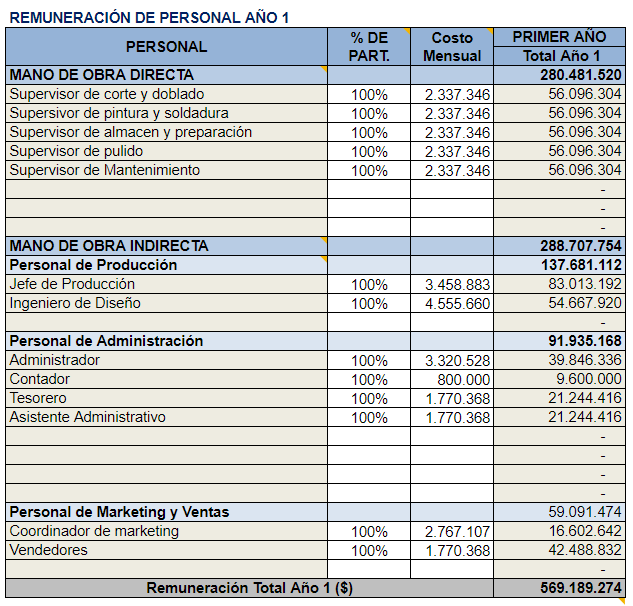 REMUNERACIÓN DE PERSONAL AÑO 1
PERSONAL % DE PART. Costo Mensual PRIMER AÑO
Total Año 1
MANO DE OBRA DIRECTA 280.481.520
Supervisor de corte y doblado 100% 2.337.346 56.096.304
Supersivor de pintura y soldadura 100% 2.337.346 56.096.304
Supervisor de almacen y preparación 100% 2.337.346 56.096.304
Supervisor de pulido 100% 2.337.346 56.096.304
Supervisor de Mantenimiento 100% 2.337.346 56.096.304
-
-
-
MANO DE OBRA INDIRECTA 288.707.754
Personal de Producción 137.681.112
Jefe de Producción 100% 3.458.883 83.013.192
Ingeniero de Diseño 100% 4.555.660 54.667.920
-
Personal de Administración 91.935.168
Administrador 100% 3.320.528 39.846.336
Contador 100% 800.000 9.600.000
Tesorero 100% 1.770.368 21.244.416
Asistente Administrativo 100% 1.770.368 21.244.416
-
-
-
-
Personal de Marketing y Ventas 59.091.474
Coordinador de marketing 100% 2.767.107 16.602.642
Vendedores 100% 1.770.368 42.488.832
-
Remuneración Total Año 1 ($) 569.189.274